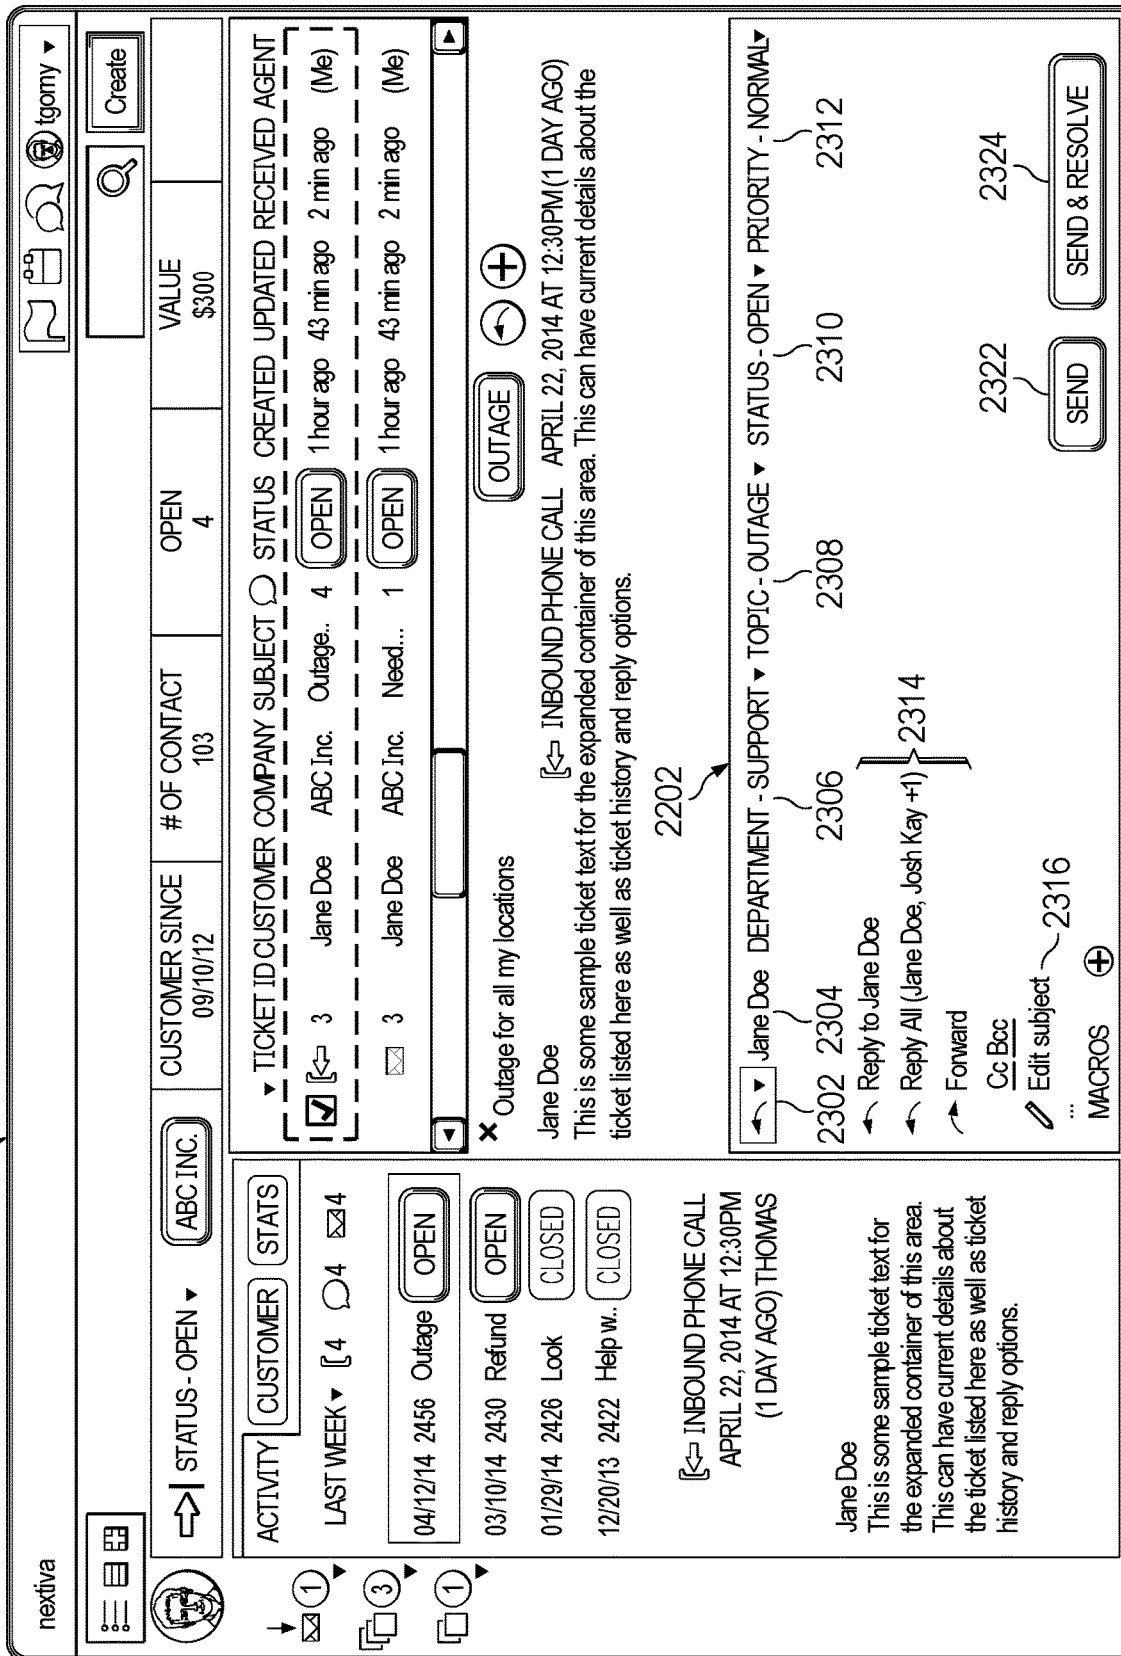 nextiva
tgorny
Create
STATUS - OPEN
ABC INC.
CUSTOMER SINCE
09/10/12
# OF CONTACT
103
OPEN
4
VALUE
$300
1
3
1
ACTIVITY CUSTOMER STATS
LAST WEEK 4 4 4
04/12/14 2456 Outage OPEN
03/10/14 2430 Refund OPEN
01/29/14 2426 Look CLOSED
12/20/13 2422 Help w.. CLOSED
INBOUND PHONE CALL
APRIL 22, 2014 AT 12:30PM
(1 DAY AGO) THOMAS
Jane Doe
This is some sample ticket text for
the expanded container of this area.
This can have current details about
the ticket listed here as well as ticket
history and reply options.
TICKET ID CUSTOMER COMPANY SUBJECT STATUS CREATED UPDATED RECEIVED AGENT
3 Jane Doe ABC Inc. Outage.. 4 OPEN 1 hour ago 43 min ago 2 min ago (Me)
3 Jane Doe ABC Inc. Need... 1 OPEN 1 hour ago 43 min ago 2 min ago (Me)
Outage for all my locations OUTAGE
Jane Doe INBOUND PHONE CALL APRIL 22, 2014 AT 12:30PM (1 DAY AGO)
This is some sample ticket text for the expanded container of this area. This can have current details about the
ticket listed here as well as ticket history and reply options.
2202
Jane Doe DEPARTMENT - SUPPORT TOPIC - OUTAGE STATUS - OPEN PRIORITY - NORMAL
2302 2304 2306 2308 2310 2312
Reply to Jane Doe
Reply All (Jane Doe, Josh Kay +1) 2314
Forward
Cc Bcc
Edit subject 2316
...
MACROS
2322 2324
SEND SEND & RESOLVE